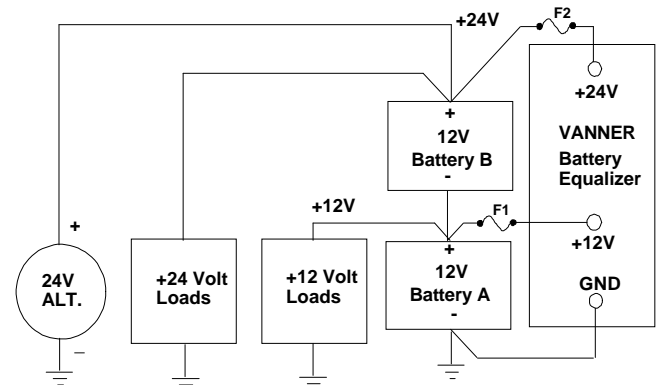 +24V
F2
+24V
VANNER
Battery
Equalizer
+
12V
Battery B
-
+12V
F1
+12V
GND
+
24V
ALT.
_
+24 Volt
Loads
+12 Volt
Loads
+
12V
Battery A
-